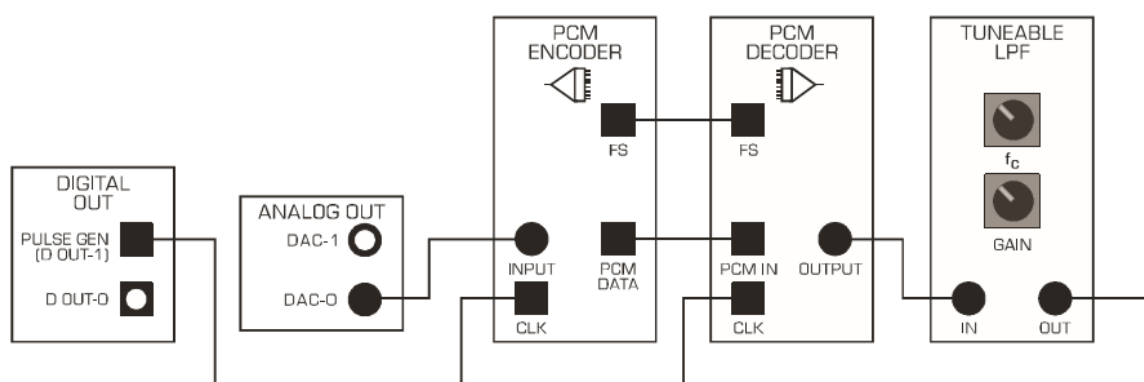 DIGITAL
OUT
PULSE GEN
(D OUT-1)
D OUT-0
ANALOG OUT
DAC-1
DAC-0
PCM
ENCODER
FS
INPUT
PCM
DATA
CLK
PCM
DECODER
FS
PCM IN
OUTPUT
CLK
TUNEABLE
LPF
fc
GAIN
IN
OUT